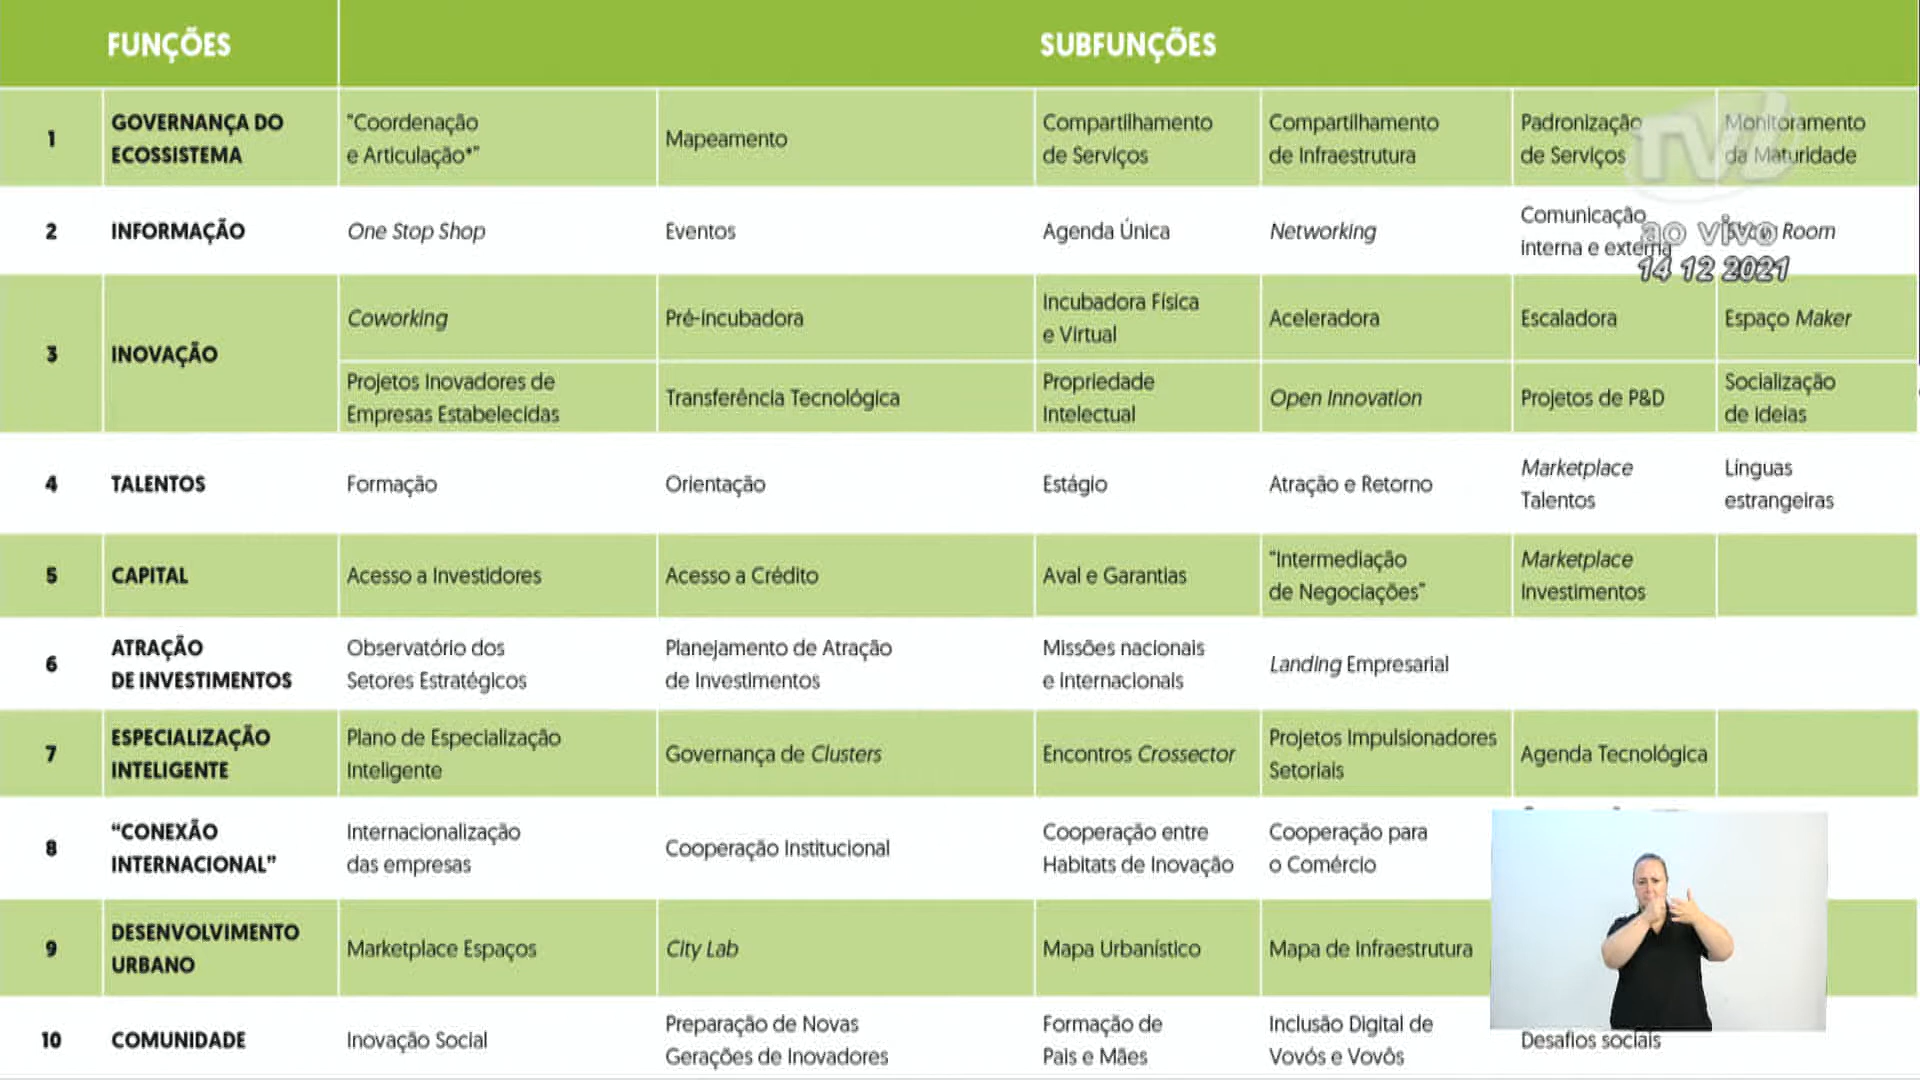 FUNÇÕES
SUBFUNÇÕES
1
GOVERNANÇA DO
ECOSSISTEMA
"Coordenação
e Articulação*"
Mapeamento
Compartilhamento
de Serviços
Compartilhamento
de Infraestrutura
Padronização
de Serviços
Monitoramento
da Maturidade
TV
2
INFORMAÇÃO
One Stop Shop
Eventos
Agenda Única
Networking
Comunicação
interna e externa
Room
ao vivo
14 12 2021
3
INOVAÇÃO
Coworking
Pré-incubadora
Incubadora Física
e Virtual
Aceleradora
Escaladora
Espaço Maker
Projetos Inovadores de
Empresas Estabelecidas
Transferência Tecnológica
Propriedade
Intelectual
Open Innovation
Projetos de P&D
Socialização
de ideias
4
TALENTOS
Formação
Orientação
Estágio
Atração e Retorno
Marketplace
Talentos
Línguas
estrangeiras
5
CAPITAL
Acesso a Investidores
Acesso a Crédito
Aval e Garantias
"Intermediação
de Negociações"
Marketplace
Investimentos
6
ATRAÇÃO
DE INVESTIMENTOS
Observatório dos
Setores Estratégicos
Planejamento de Atração
de Investimentos
Missões nacionais
e internacionais
Landing Empresarial
7
ESPECIALIZAÇÃO
INTELIGENTE
Plano de Especialização
Inteligente
Governança de Clusters
Encontros Crossector
Projetos Impulsionadores
Setoriais
Agenda Tecnológica
8
"CONEXÃO
INTERNACIONAL"
Internacionalização
das empresas
Cooperação Institucional
Cooperação entre
Habitats de Inovação
Cooperação para
o Comércio
9
DESENVOLVIMENTO
URBANO
Marketplace Espaços
City Lab
Mapa Urbanístico
Mapa de Infraestrutura
10
COMUNIDADE
Inovação Social
Preparação de Novas
Gerações de Inovadores
Formação de
Pais e Mães
Inclusão Digital de
Vovós e Vovôs
Desafios sociais